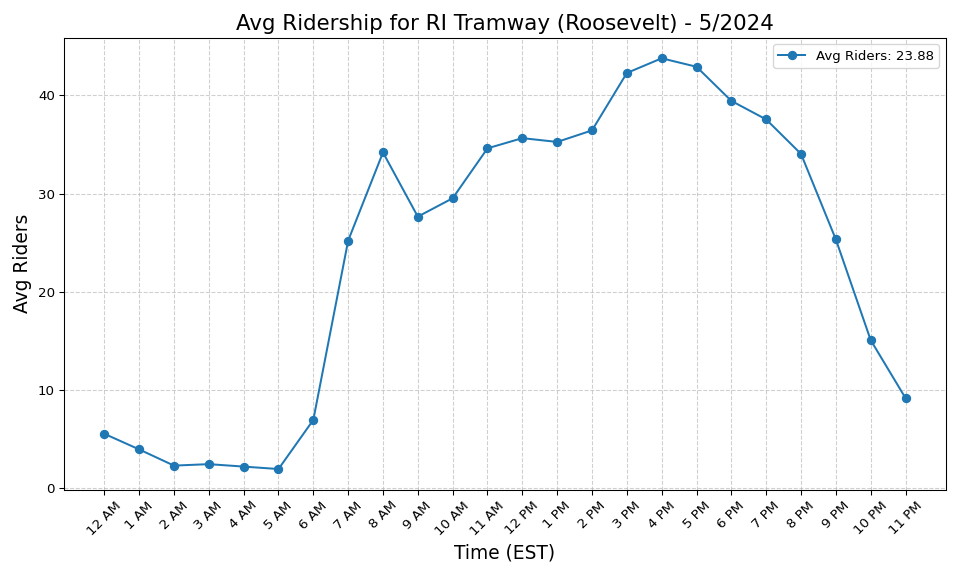 Avg Ridership for RI Tramway (Roosevelt) - 5/2024
Avg Riders: 23.88
Avg Riders
40
30
20
10
0
12 AM
1 AM
2 AM
3 AM
4 AM
5 AM
6 AM
7 AM
8 AM
9 AM
10 AM
11 AM
12 PM
1 PM
2 PM
3 PM
4 PM
5 PM
6 PM
7 PM
8 PM
9 PM
10 PM
11 PM
Time (EST)